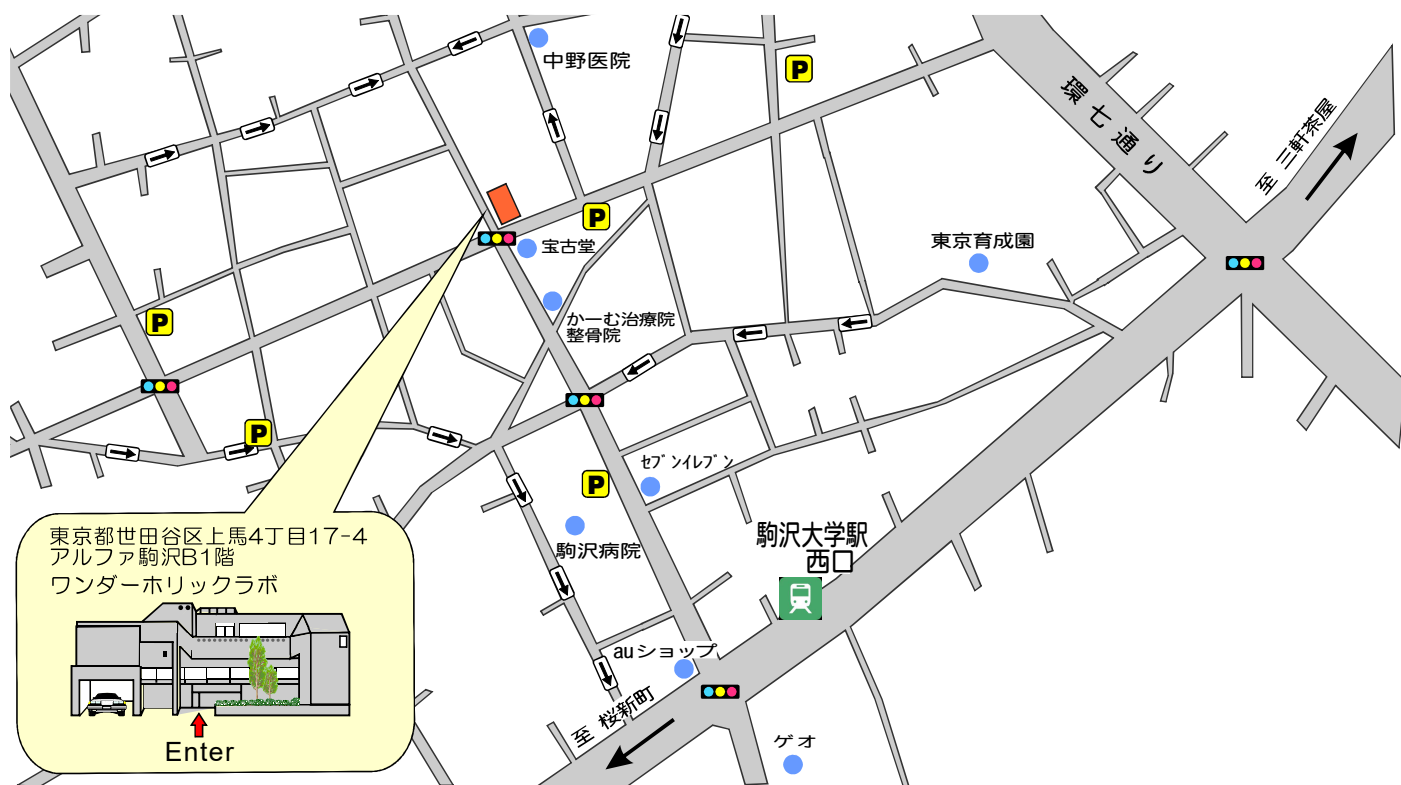 中野医院
P
環七通り
至 三軒茶屋
P
宝古堂
東京育成園
かーむ治療院
整骨院
P
P
セブンイレブン
P
駒沢病院
駒沢大学駅
西口
東京都世田谷区上馬4丁目17-4
アルファ駒沢B1階
ワンダーホリックラボ
Enter
auショップ
至 桜新町
ゲオ